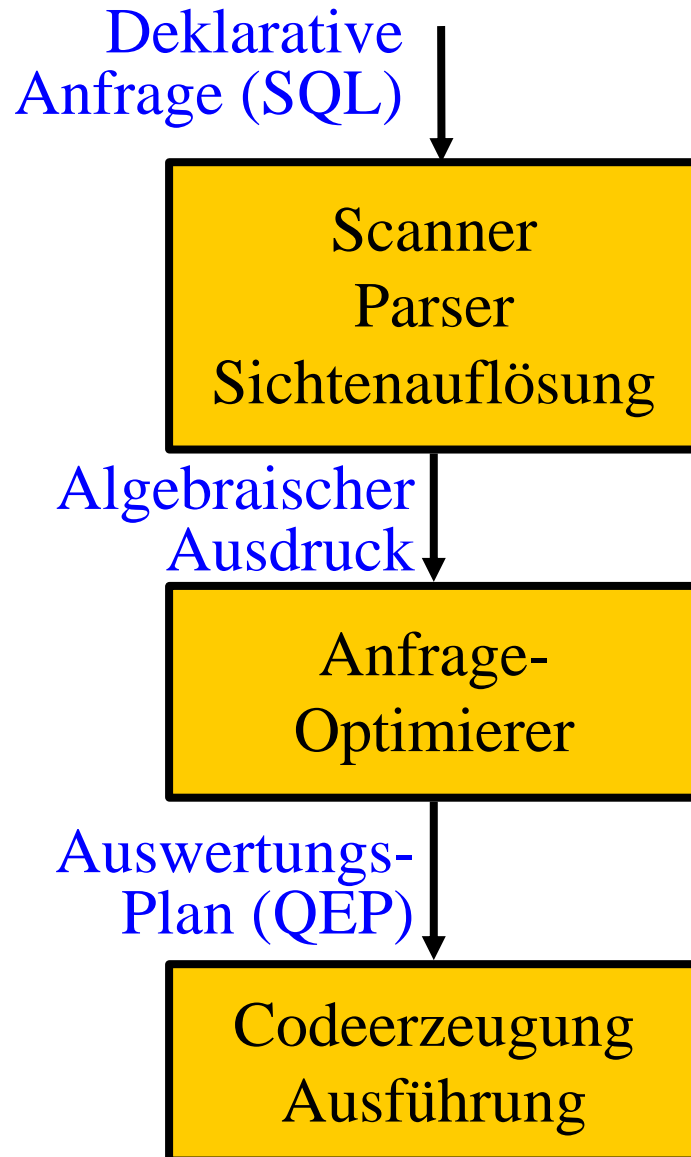 Deklarative
Anfrage (SQL)
Scanner
Parser
Sichtenauflösung
Algebraischer
Ausdruck
Anfrage-
Optimierer
Auswertungs-
Plan (QEP)
Codeerzeugung
Ausführung